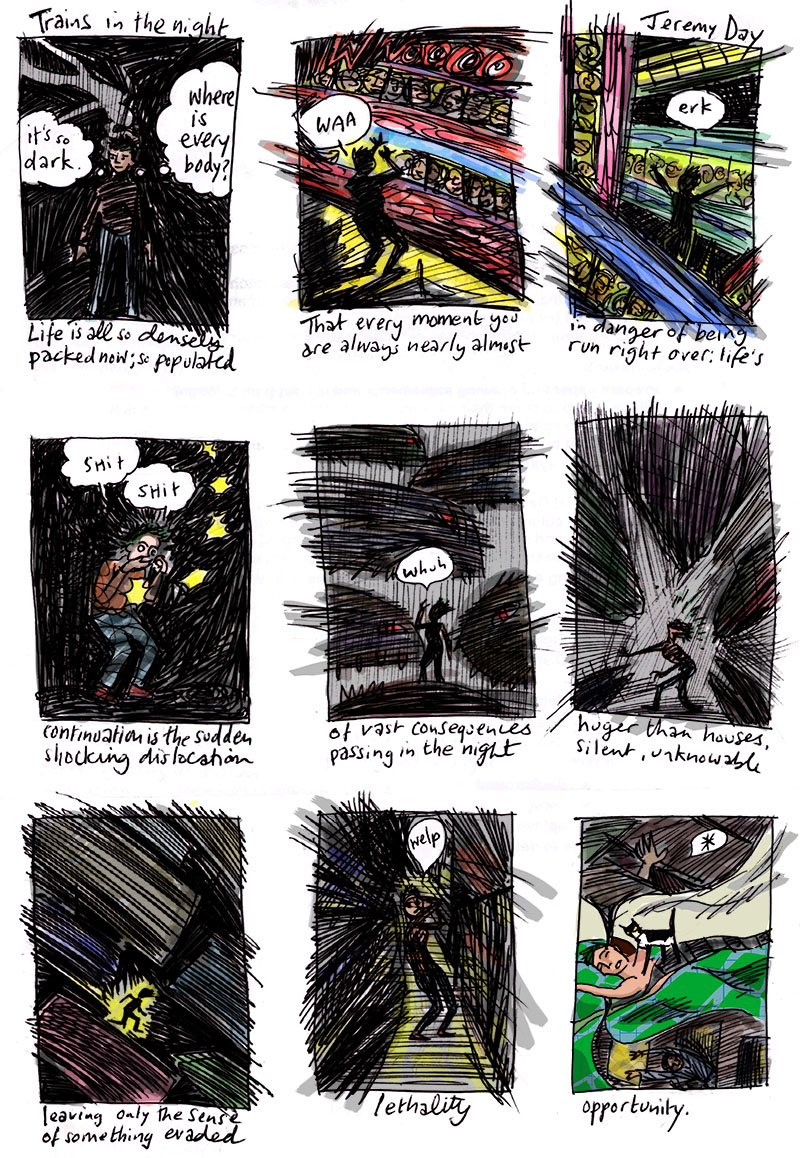 Trains in the night
Jeremy Day
it's so
dark.
where
is
every
body?
Life is all so densely
packed now; so populated
WAA
That every moment you
are always nearly almost
erk
in danger of being
run right over: life's
SHIT
SHIT
continuation is the sudden
shocking dislocation
whuh
of vast consequences
passing in the night
huger than houses,
silent, unknowable
leaving only the sense
of something evaded
welp
lethality
*
opportunity.